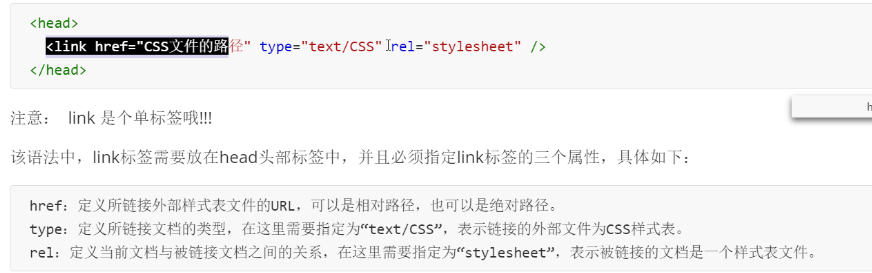 <head>
<link href="CSS文件的路径" type="text/CSS" rel="stylesheet" />
</head>
注意： link 是个单标签哦!!!
h
该语法中，link标签需要放在head头部标签中，并且必须指定link标签的三个属性，具体如下：
href：定义所链接外部样式表文件的URL，可以是相对路径，也可以是绝对路径。
type：定义所链接文档的类型，在这里需要指定为“text/CSS”，表示链接的外部文件为CSS样式表。
rel：定义当前文档与被链接文档之间的关系，在这里需要指定为“stylesheet”，表示被链接的文档是一个样式表文件。